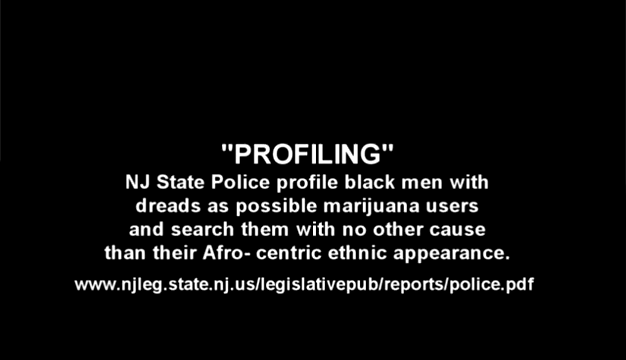 "PROFILING"
NJ State Police profile black men with
dreads as possible marijuana users
and search them with no other cause
than their Afro- centric ethnic appearance.
www.njleg.state.nj.us/legislativepub/reports/police.pdf